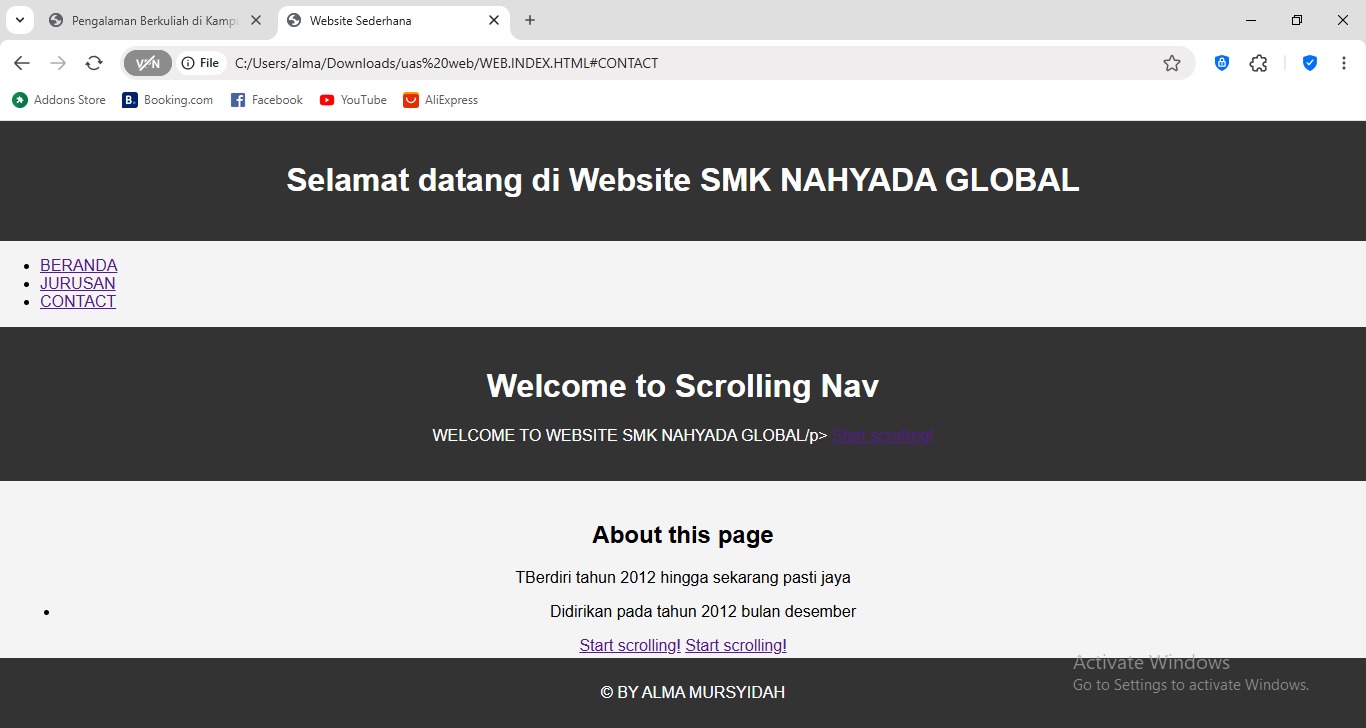 Pengalaman Berkuliah di Kamp
Website Sederhana
VPN
File
C:/Users/alma/Downloads/uas%20web/WEB.INDEX.HTML#CONTACT
Addons Store
B. Booking.com
Facebook
YouTube
AliExpress
Selamat datang di Website SMK NAHYADA GLOBAL
BERANDA
JURUSAN
CONTACT
Welcome to Scrolling Nav
WELCOME TO WEBSITE SMK NAHYADA GLOBAL/p> Start scrolling!
About this page
TBerdiri tahun 2012 hingga sekarang pasti jaya
Didirikan pada tahun 2012 bulan desember
Start scrolling! Start scrolling!
Activate Windows
Go to Settings to activate Windows.
© BY ALMA MURSYIDAH